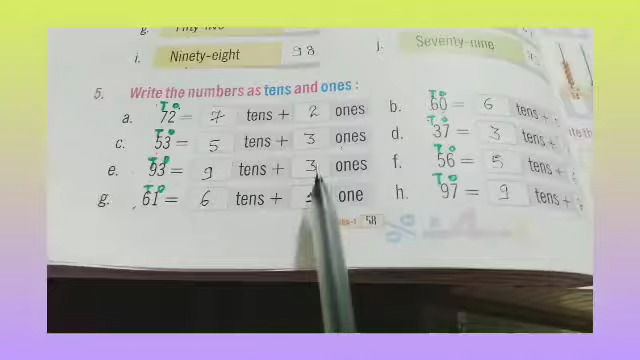 g. Fifty-five
i. Ninety-eight 98 j. Seventy-nine
5. Write the numbers as tens and ones :
a. 72 = 7 tens + 2 ones b. 60 = 6 tens +
T O T O
c. 53 = 5 tens + 3 ones d. 37 = 3 tens +
T O T O
e. 93 = 9 tens + 3 ones f. 56 = 5 tens +
T O T O
g. 61 = 6 tens + one h. 97 = 9 tens +
T O T O
58